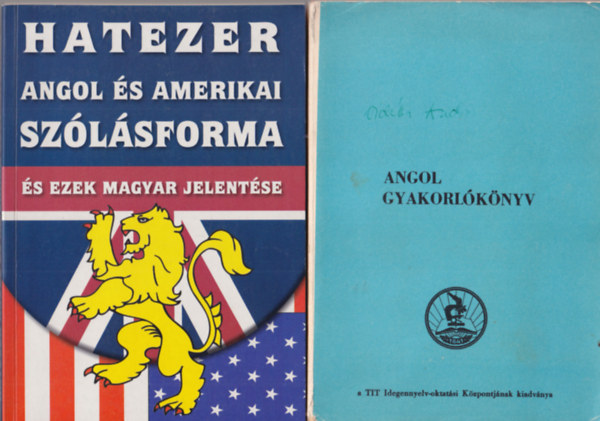 HATEZER
ANGOL ÉS AMERIKAI
SZÓLÁSFORMA
ÉS EZEK MAGYAR JELENTÉSE
ANGOL
GYAKORLÓKÖNYV
a TIT Idegennyelv-oktatási Központjának kiadványa